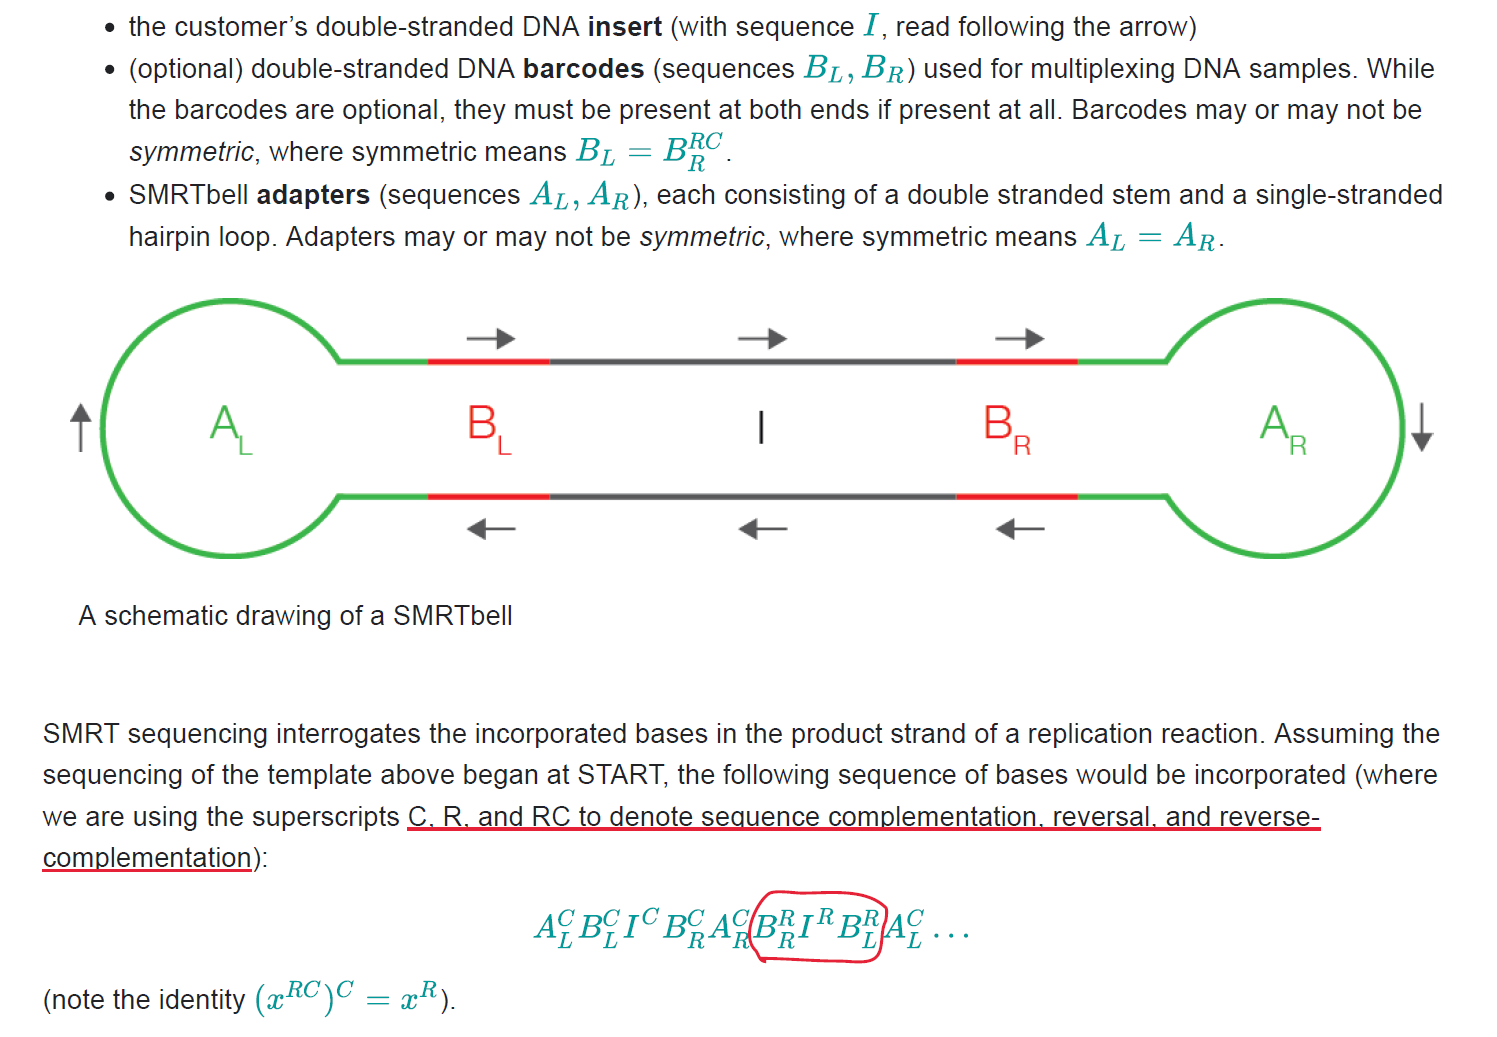 • the customer’s double-stranded DNA insert (with sequence I, read following the arrow)
• (optional) double-stranded DNA barcodes (sequences B_L, B_R) used for multiplexing DNA samples. While
the barcodes are optional, they must be present at both ends if present at all. Barcodes may or may not be
symmetric, where symmetric means B_L = B_R^{RC}.
• SMRTbell adapters (sequences A_L, A_R), each consisting of a double stranded stem and a single-stranded
hairpin loop. Adapters may or may not be symmetric, where symmetric means A_L = A_R.
A_L B_L I B_R A_R
A schematic drawing of a SMRTbell
SMRT sequencing interrogates the incorporated bases in the product strand of a replication reaction. Assuming the
sequencing of the template above began at START, the following sequence of bases would be incorporated (where
we are using the superscripts C, R, and RC to denote sequence complementation, reversal, and reverse-
complementation):
A_L^C B_L^C I^C B_R^C A_R^C B_R^R I^R B_L^R A_L^C ...
(note the identity (x^{RC})^C = x^R).